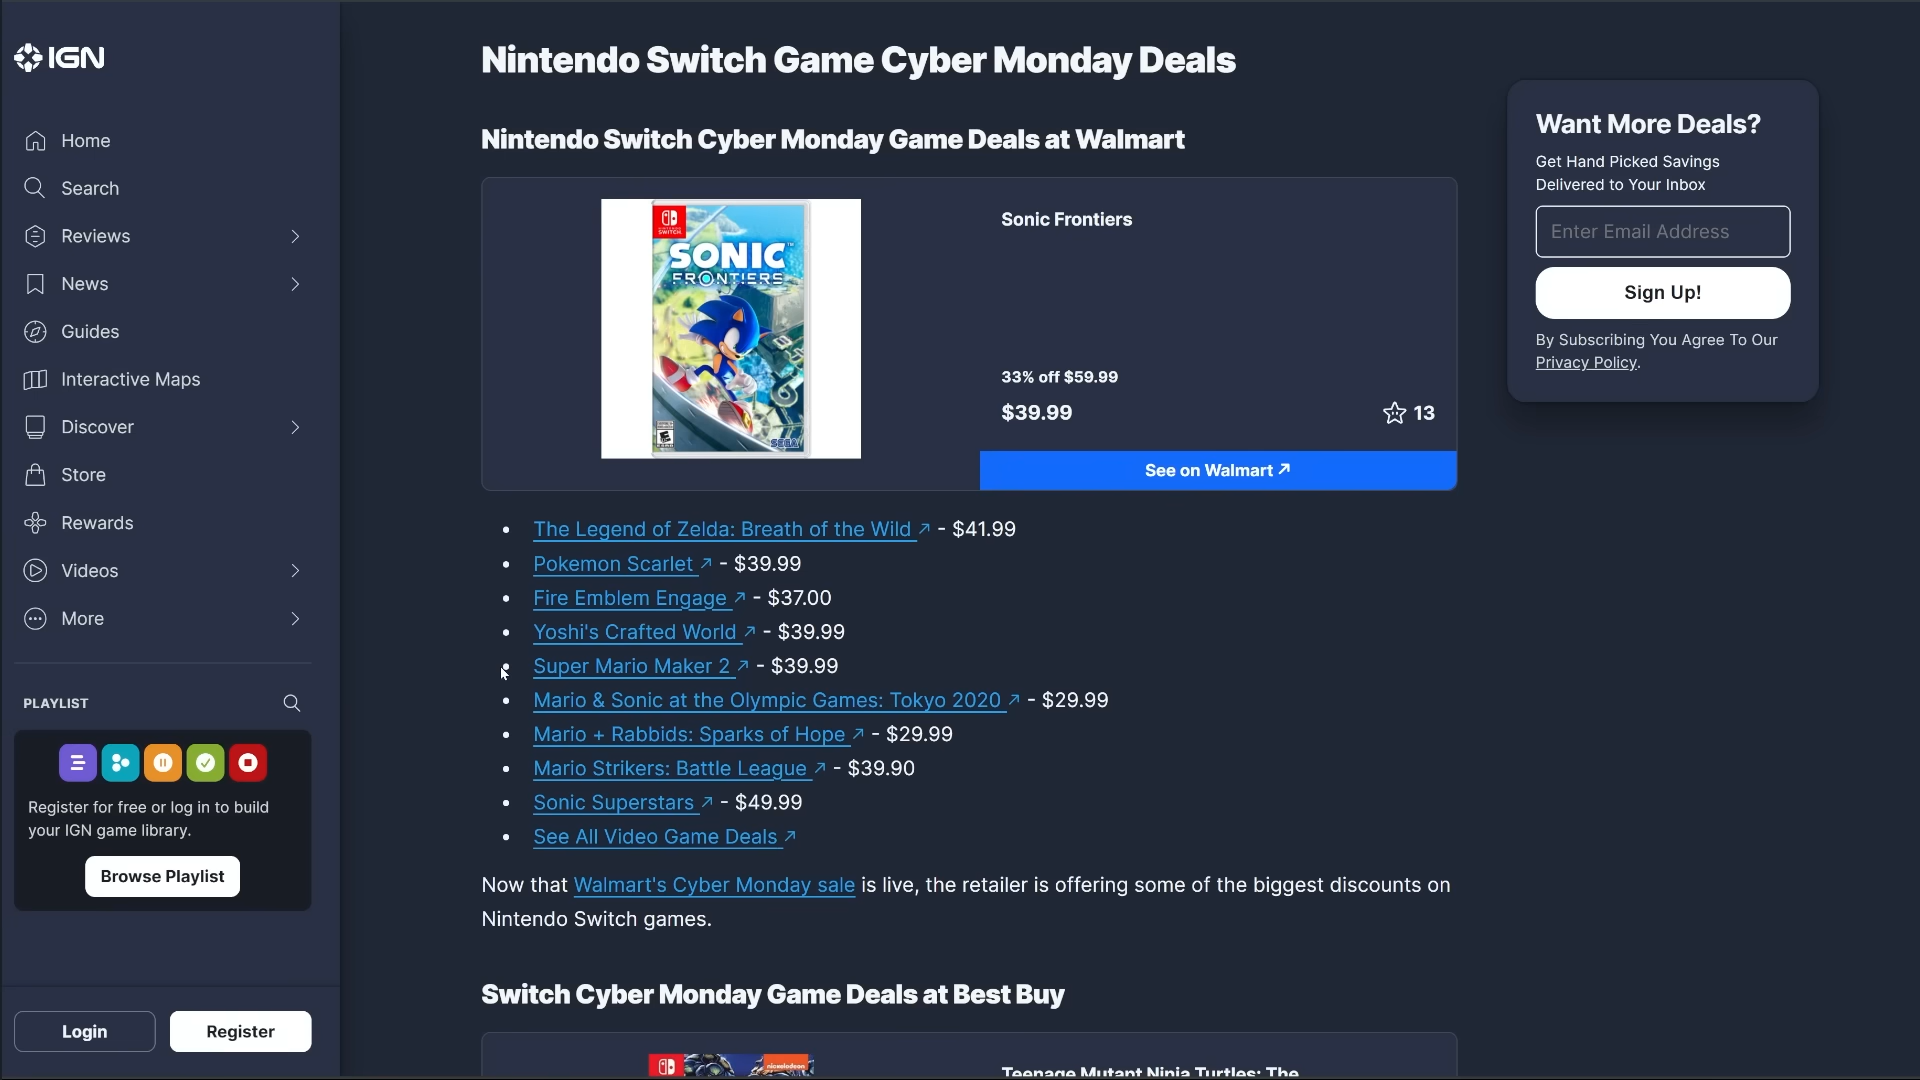 IGN
Home
Search
Reviews
News
Guides
Interactive Maps
Discover
Store
Rewards
Videos
More
PLAYLIST
Register for free or log in to build
your IGN game library.
Browse Playlist
Login
Register
Nintendo Switch Game Cyber Monday Deals
Nintendo Switch Cyber Monday Game Deals at Walmart
NINTENDO
SWITCH
SONIC
FRONTIERS
E
SEGA
Sonic Frontiers
33% off $59.99
$39.99
13
See on Walmart
The Legend of Zelda: Breath of the Wild - $41.99
Pokemon Scarlet - $39.99
Fire Emblem Engage - $37.00
Yoshi's Crafted World - $39.99
Super Mario Maker 2 - $39.99
Mario & Sonic at the Olympic Games: Tokyo 2020 - $29.99
Mario + Rabbids: Sparks of Hope - $29.99
Mario Strikers: Battle League - $39.90
Sonic Superstars - $49.99
See All Video Game Deals
Now that Walmart's Cyber Monday sale is live, the retailer is offering some of the biggest discounts on
Nintendo Switch games.
Switch Cyber Monday Game Deals at Best Buy
nickelodeon
Teenage Mutant Ninja Turtles: The
Want More Deals?
Get Hand Picked Savings
Delivered to Your Inbox
Enter Email Address
Sign Up!
By Subscribing You Agree To Our
Privacy Policy.